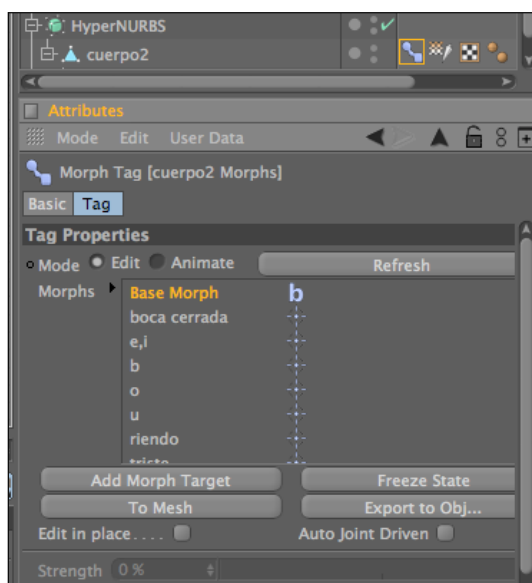 HyperNURBS
cuerpo2
Attributes
Mode Edit User Data
Morph Tag [cuerpo2 Morphs]
Basic Tag
Tag Properties
Mode Edit Animate Refresh
Morphs Base Morph b
boca cerrada
e,i
b
o
u
riendo
triste
Add Morph Target Freeze State
To Mesh Export to Obj...
Edit in place.... Auto Joint Driven
Strength 0 %